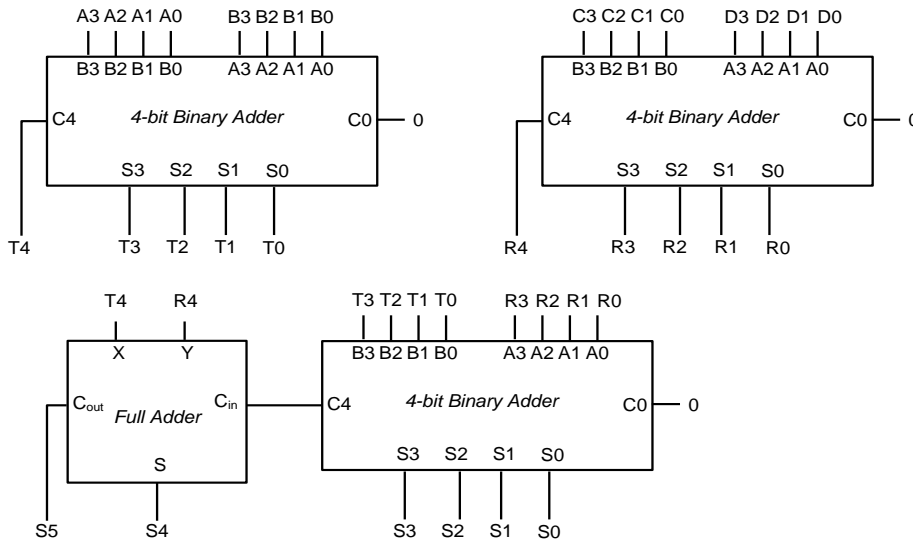 A3 A2 A1 A0 B3 B2 B1 B0 C3 C2 C1 C0 D3 D2 D1 D0
B3 B2 B1 B0 A3 A2 A1 A0 B3 B2 B1 B0 A3 A2 A1 A0
C4 4-bit Binary Adder C0 0 C4 4-bit Binary Adder C0 0
S3 S2 S1 S0 S3 S2 S1 S0
T4 T3 T2 T1 T0 R4 R3 R2 R1 R0
T4 R4 T3 T2 T1 T0 R3 R2 R1 R0
X Y B3 B2 B1 B0 A3 A2 A1 A0
Cout Full Adder Cin C4 4-bit Binary Adder C0 0
S S3 S2 S1 S0
S5 S4 S3 S2 S1 S0